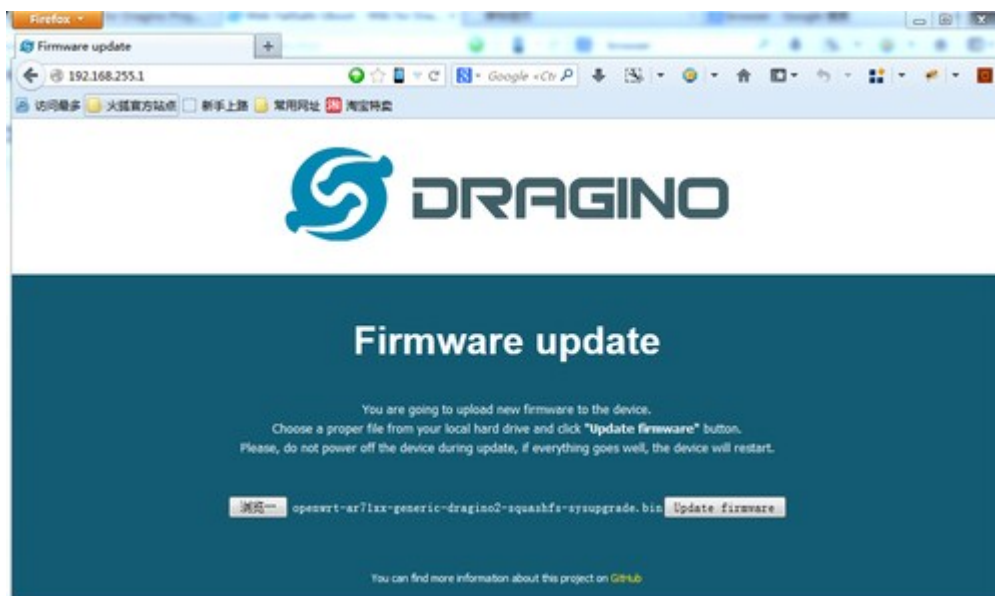 Firefox
Firmware update
192.168.255.1
Google <Ctr
访问最多 火狐官方站点 新手上路 常用网址 淘宝特卖
DRAGINO
Firmware update
You are going to upload new firmware to the device.
Choose a proper file from your local hard drive and click "Update firmware" button.
Please, do not power off the device during update, if everything goes well, the device will restart.
浏览… openwrt-ar71xx-generic-dragino2-squashfs-sysupgrade.bin Update firmware
You can find more information about this project on GitHub